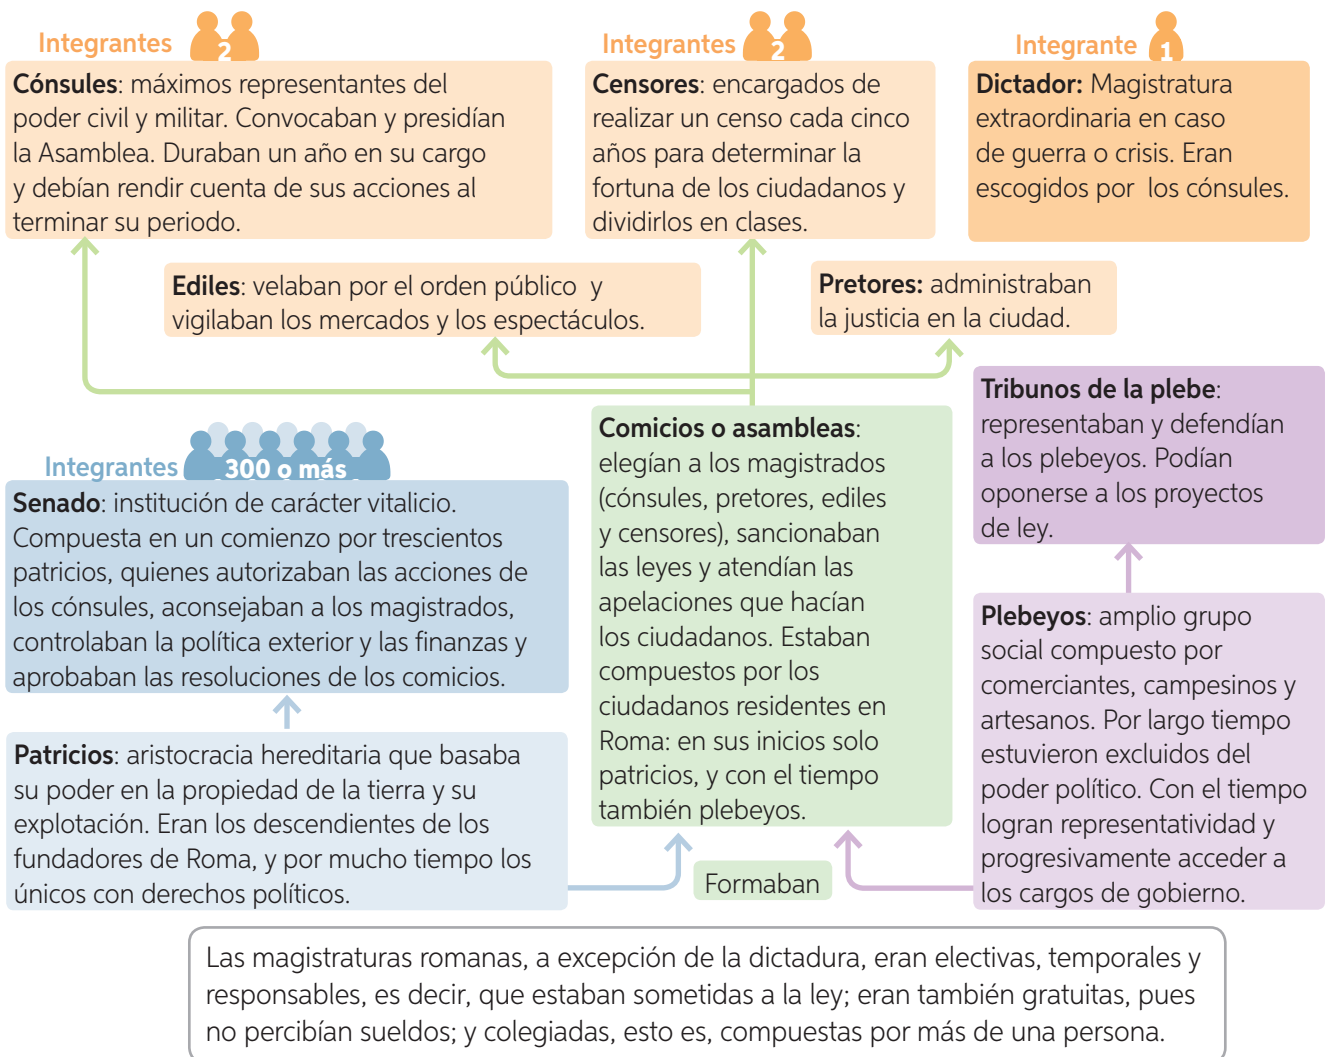 Integrantes 2
Cónsules: máximos representantes del
poder civil y militar. Convocaban y presidían
la Asamblea. Duraban un año en su cargo
y debían rendir cuenta de sus acciones al
terminar su periodo.
Integrantes 2
Censores: encargados de
realizar un censo cada cinco
años para determinar la
fortuna de los ciudadanos y
dividirlos en clases.
Integrante 1
Dictador: Magistratura
extraordinaria en caso
de guerra o crisis. Eran
escogidos por los cónsules.
Ediles: velaban por el orden público y
vigilaban los mercados y los espectáculos.
Pretores: administraban
la justicia en la ciudad.
Integrantes 300 o más
Senado: institución de carácter vitalicio.
Compuesta en un comienzo por trescientos
patricios, quienes autorizaban las acciones de
los cónsules, aconsejaban a los magistrados,
controlaban la política exterior y las finanzas y
aprobaban las resoluciones de los comicios.
Patricios: aristocracia hereditaria que basaba
su poder en la propiedad de la tierra y su
explotación. Eran los descendientes de los
fundadores de Roma, y por mucho tiempo los
únicos con derechos políticos.
Comicios o asambleas:
elegían a los magistrados
(cónsules, pretores, ediles
y censores), sancionaban
las leyes y atendían las
apelaciones que hacían
los ciudadanos. Estaban
compuestos por los
ciudadanos residentes en
Roma: en sus inicios solo
patricios, y con el tiempo
también plebeyos.
Formaban
Tribunos de la plebe:
representaban y defendían
a los plebeyos. Podían
oponerse a los proyectos
de ley.
Plebeyos: amplio grupo
social compuesto por
comerciantes, campesinos y
artesanos. Por largo tiempo
estuvieron excluidos del
poder político. Con el tiempo
logran representatividad y
progresivamente acceder a
los cargos de gobierno.
Las magistraturas romanas, a excepción de la dictadura, eran electivas, temporales y
responsables, es decir, que estaban sometidas a la ley; eran también gratuitas, pues
no percibían sueldos; y colegiadas, esto es, compuestas por más de una persona.